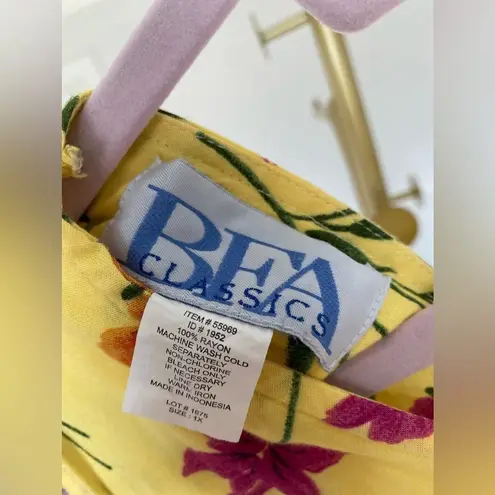 BFA
CLASSICS
ITEM # 55969
ID # 1952
100% RAYON
MACHINE WASH COLD
SEPARATELY
NON-CHLORINE
BLEACH ONLY
IF NECESSARY
LINE DRY
WARM IRON
MADE IN INDONESIA
LOT # 1675
SIZE : 1X